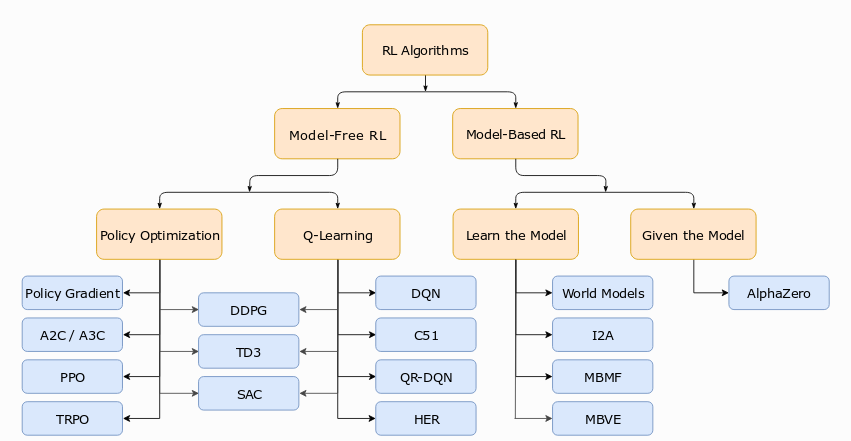 RL Algorithms
Model-Free RL
Model-Based RL
Policy Optimization
Q-Learning
Learn the Model
Given the Model
Policy Gradient
DDPG
DQN
World Models
AlphaZero
A2C / A3C
TD3
C51
I2A
PPO
SAC
QR-DQN
MBMF
TRPO
HER
MBVE